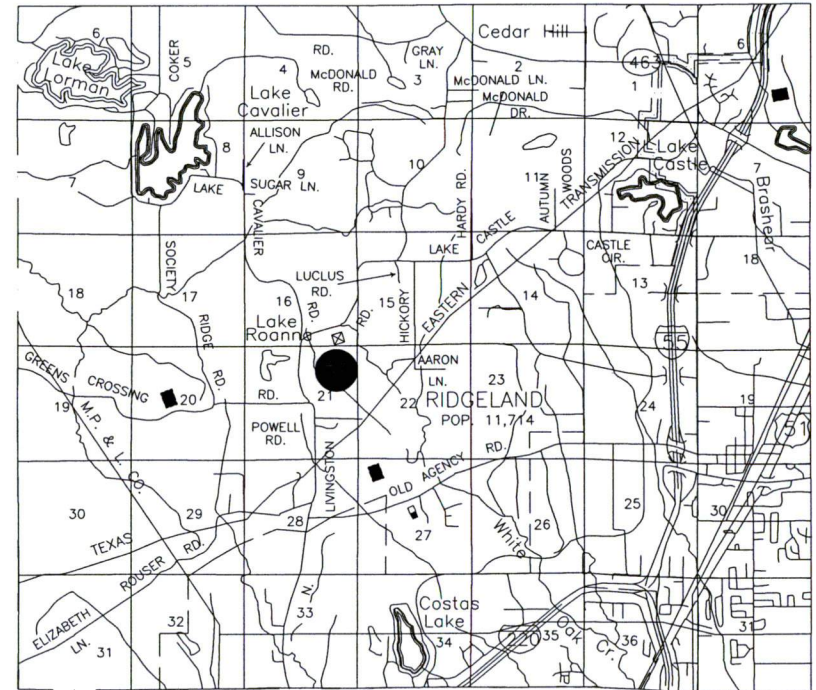 Cedar Hill
6
Lake
Lorman
COKER
5
4
RD.
McDONALD
RD.
GRAY
LN.
3
2
McDONALD LN.
McDONALD
DR.
463
1
6
Lake
Cavalier
ALLISON
LN.
8
7
LAKE
9
SUGAR LN.
CAVALIER
10
HARDY RD.
11
AUTUMN
WOODS
12
Lake
Castle
TRANSMISSION
7
Brashear
LAKE
CASTLE
CASTLE
CIR.
SOCIETY
LUCLUS
RD.
18
17
16
RD.
15
RD.
HICKORY
EASTERN
14
13
18
Lake
Roanne
RIDGE
RD.
55
GREENS
CROSSING
19
20
RD.
21
22
AARON
LN.
23
RIDGELAND
POP. 11,714
24
19
51
M.P. & L. CO.
POWELL
RD.
LIVINGSTON
OLD AGENCY
RD.
30
29
28
27
White
26
25
30
TEXAS
ROUSER
RD.
ELIZABETH
LN.
31
32
33
N.
Costas
Lake
34
220
35
Oak Cr.
36
31